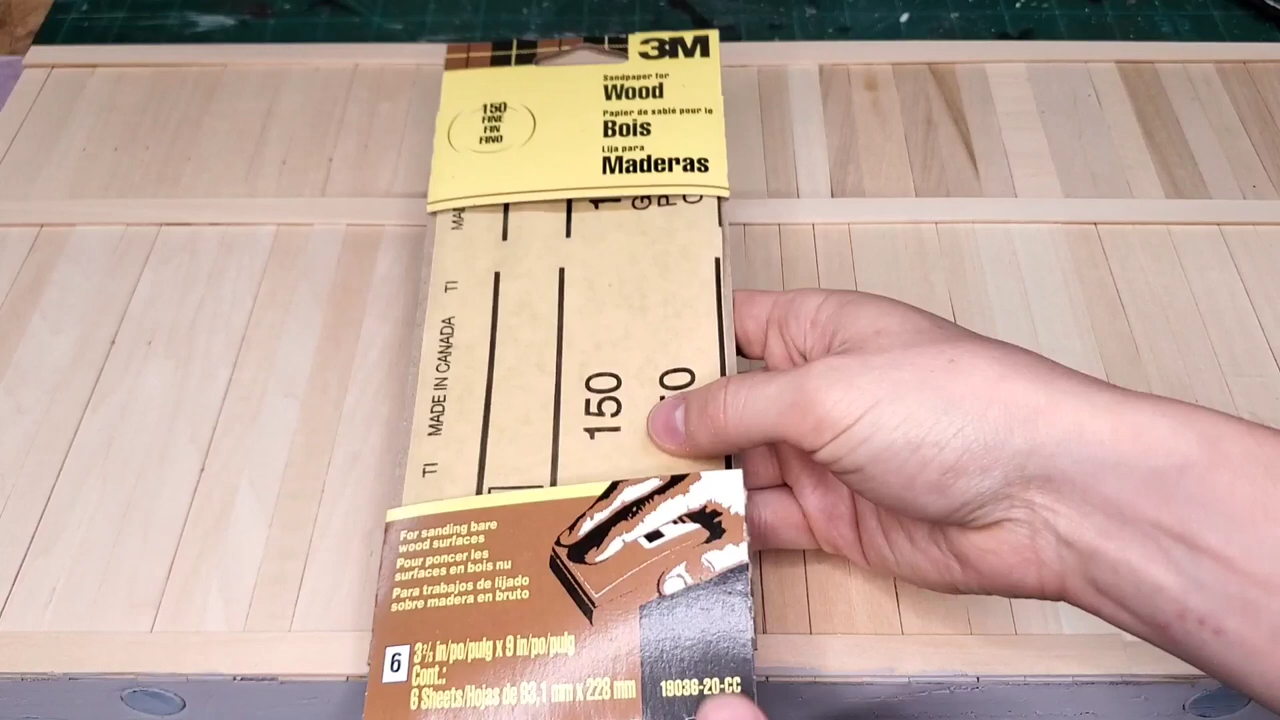 3M
Sandpaper for
Wood
Papier de sablé pour le
Bois
Lija para
Maderas
150
FINE
FIN
FINO
MADE IN CANADA
TI
TI
150
For sanding bare
wood surfaces
Pour poncer les
surfaces en bois nu
Para trabajos de lijado
sobre madera en bruto
6
3⅔ in/po/pulg x 9 in/po/pulg
Cont.:
6 Sheets/Hojas de 93,1 mm x 228 mm
19036-20-CC